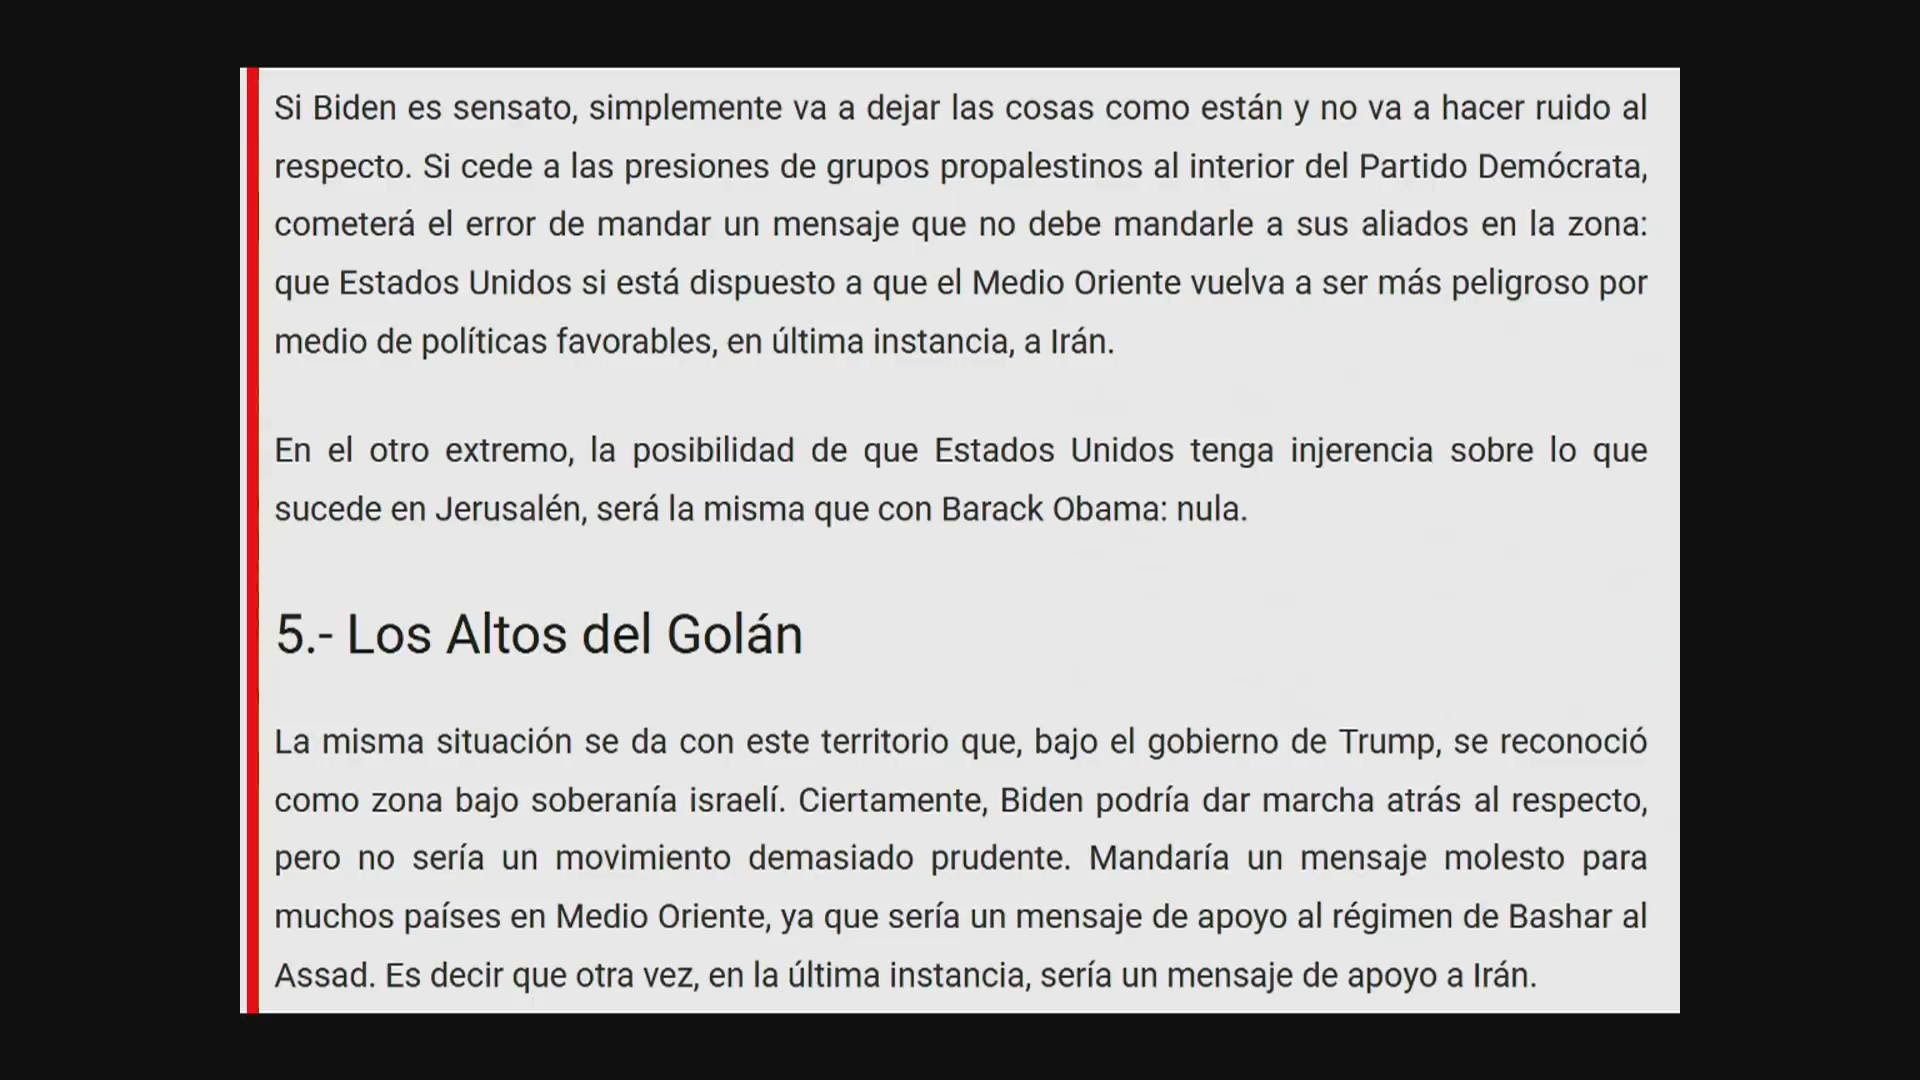 Si Biden es sensato, simplemente va a dejar las cosas como están y no va a hacer ruido al
respecto. Si cede a las presiones de grupos propalestinos al interior del Partido Demócrata,
cometerá el error de mandar un mensaje que no debe mandarle a sus aliados en la zona:
que Estados Unidos si está dispuesto a que el Medio Oriente vuelva a ser más peligroso por
medio de políticas favorables, en última instancia, a Irán.
En el otro extremo, la posibilidad de que Estados Unidos tenga injerencia sobre lo que
sucede en Jerusalén, será la misma que con Barack Obama: nula.
5.- Los Altos del Golán
La misma situación se da con este territorio que, bajo el gobierno de Trump, se reconoció
como zona bajo soberanía israelí. Ciertamente, Biden podría dar marcha atrás al respecto,
pero no sería un movimiento demasiado prudente. Mandaría un mensaje molesto para
muchos países en Medio Oriente, ya que sería un mensaje de apoyo al régimen de Bashar al
Assad. Es decir que otra vez, en la última instancia, sería un mensaje de apoyo a Irán.